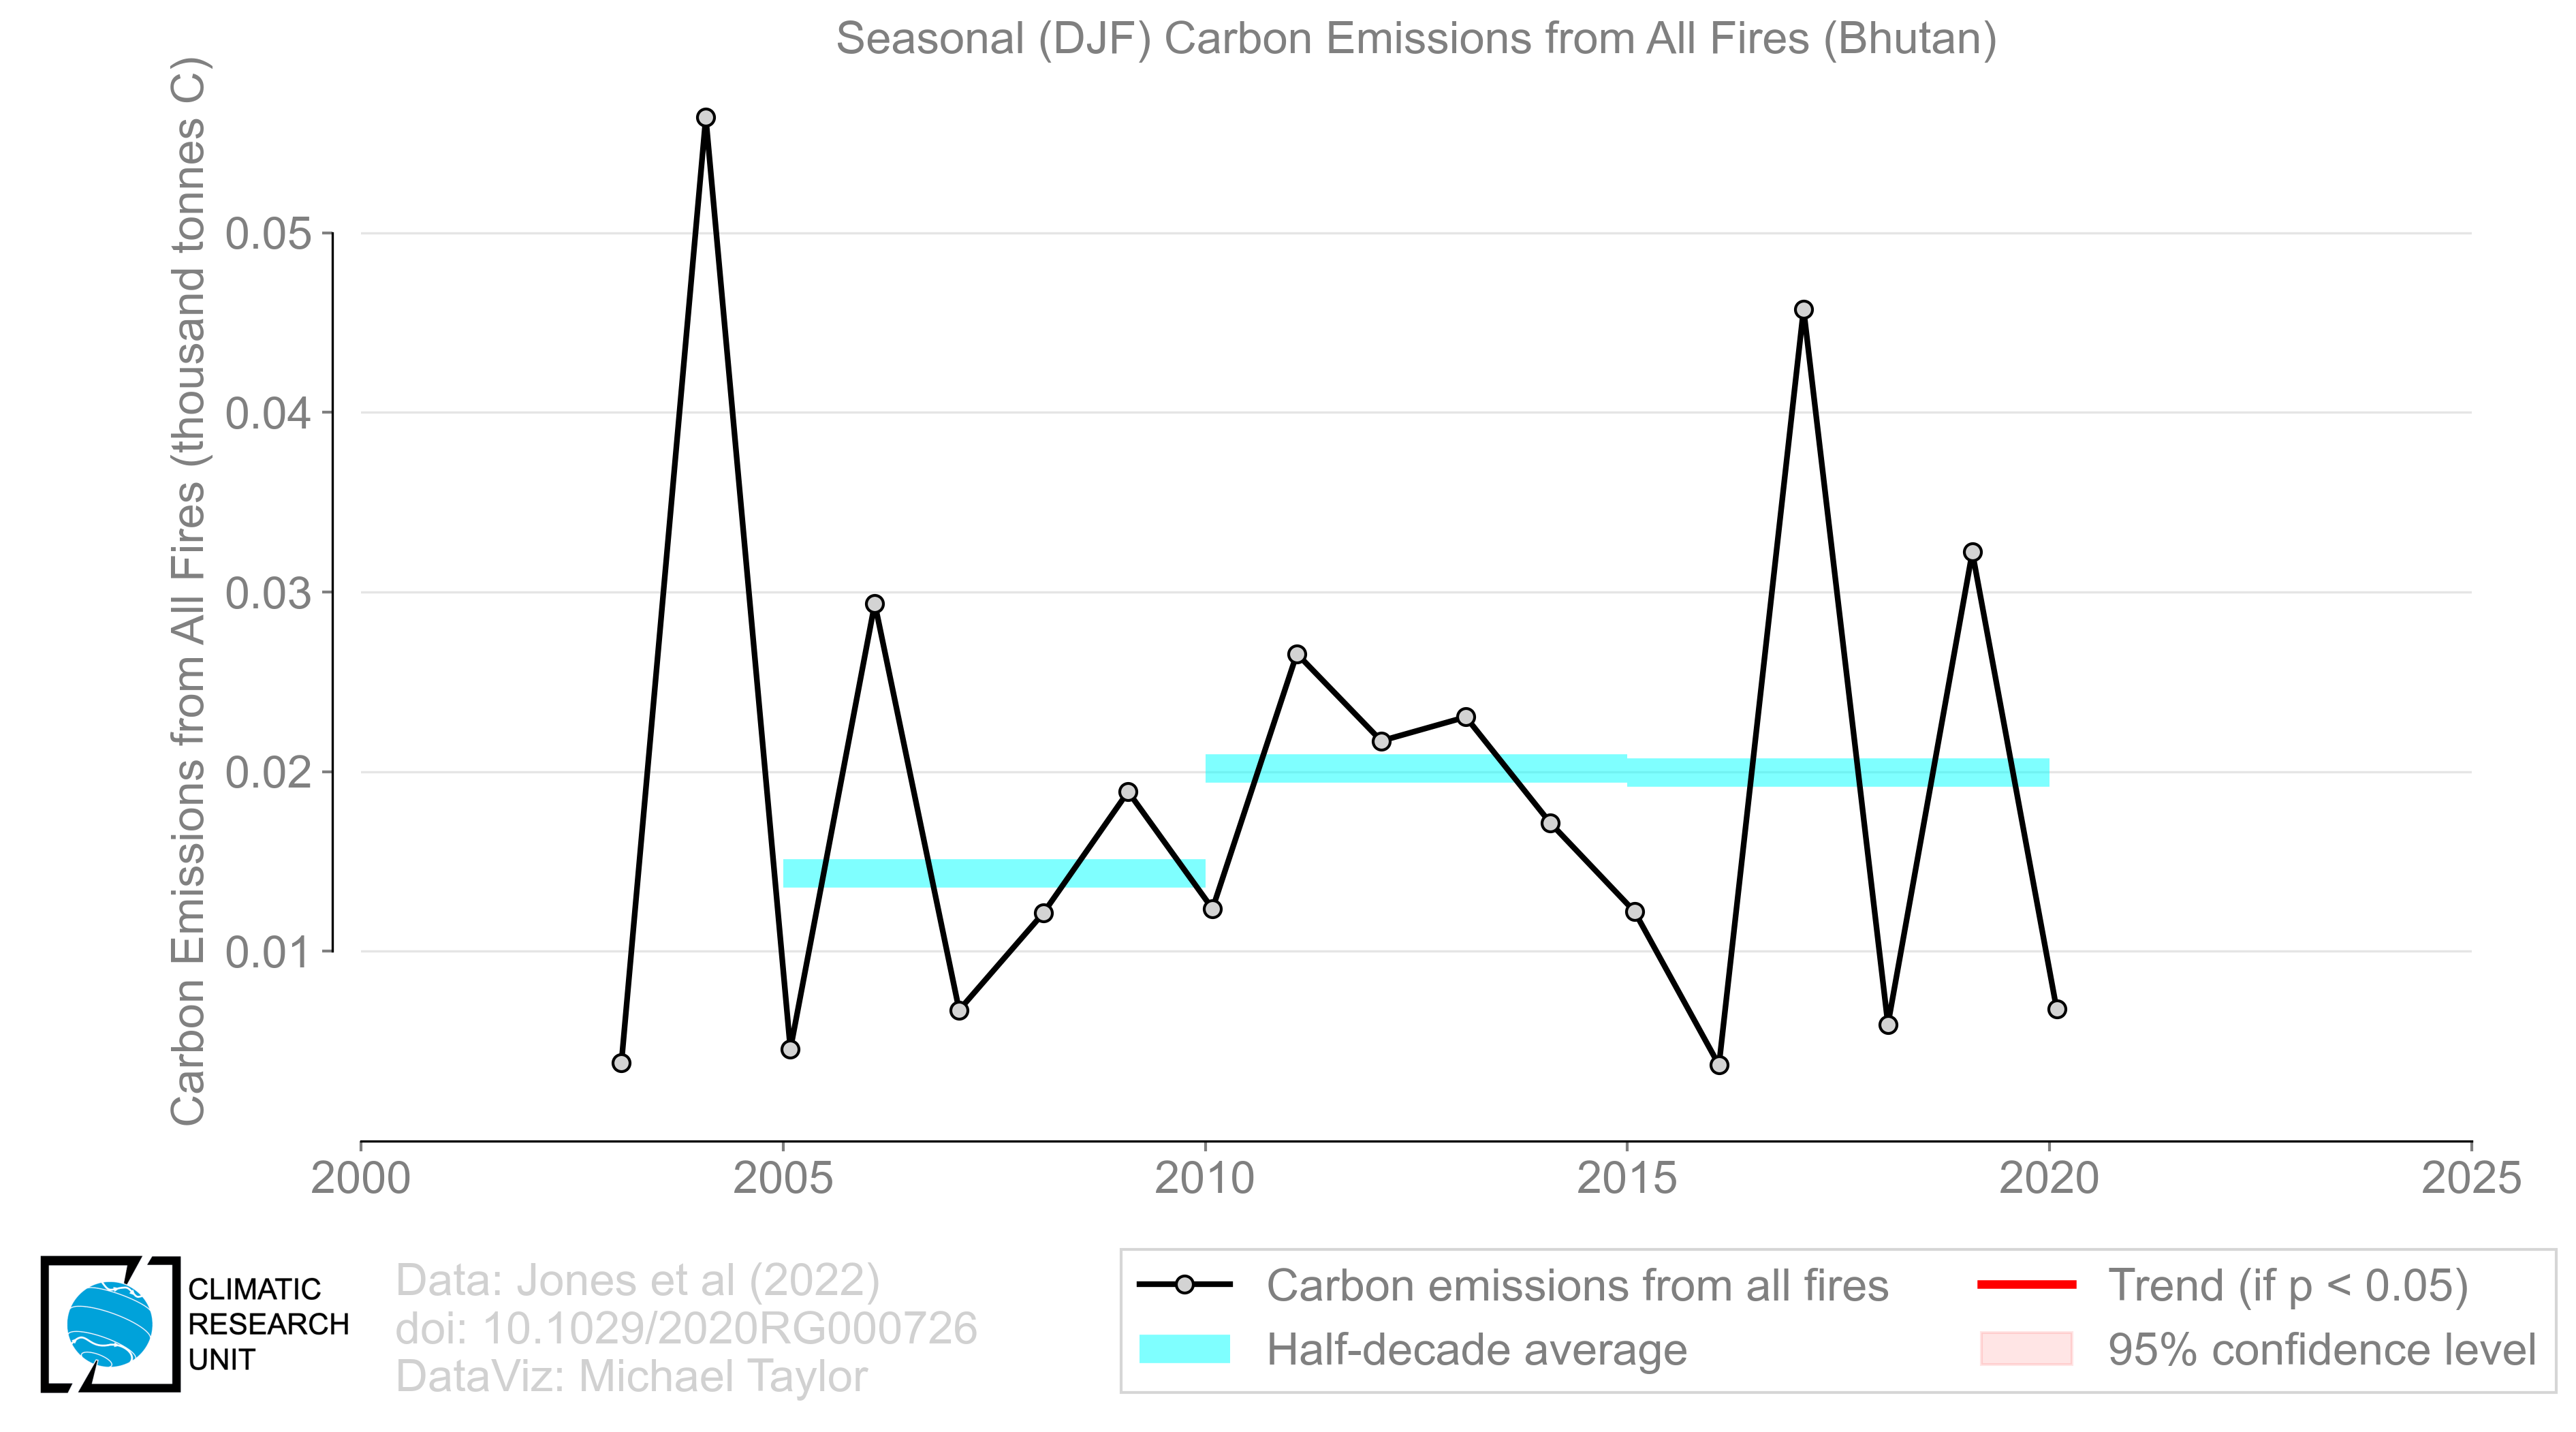 Seasonal (DJF) Carbon Emissions from All Fires (Bhutan)
Carbon Emissions from All Fires (thousand tonnes C)
0.05
0.04
0.03
0.02
0.01
2000
2005
2010
2015
2020
2025
CLIMATIC
RESEARCH
UNIT
Data: Jones et al (2022)
doi: 10.1029/2020RG000726
DataViz: Michael Taylor
Carbon emissions from all fires
Half-decade average
Trend (if p < 0.05)
95% confidence level